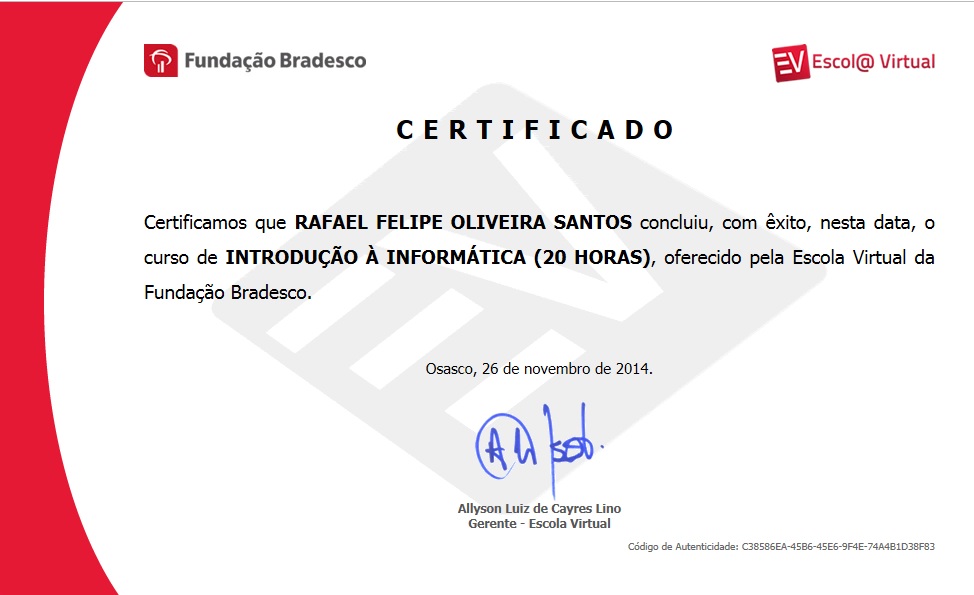 Fundação Bradesco
EV Escol@ Virtual
CERTIFICADO
Certificamos que RAFAEL FELIPE OLIVEIRA SANTOS concluiu, com êxito, nesta data, o
curso de INTRODUÇÃO À INFORMÁTICA (20 HORAS), oferecido pela Escola Virtual da
Fundação Bradesco.
Osasco, 26 de novembro de 2014.
Allyson Luiz de Cayres Lino
Gerente - Escola Virtual
Código de Autenticidade: C38586EA-45B6-45E6-9F4E-74A4B1D38F83